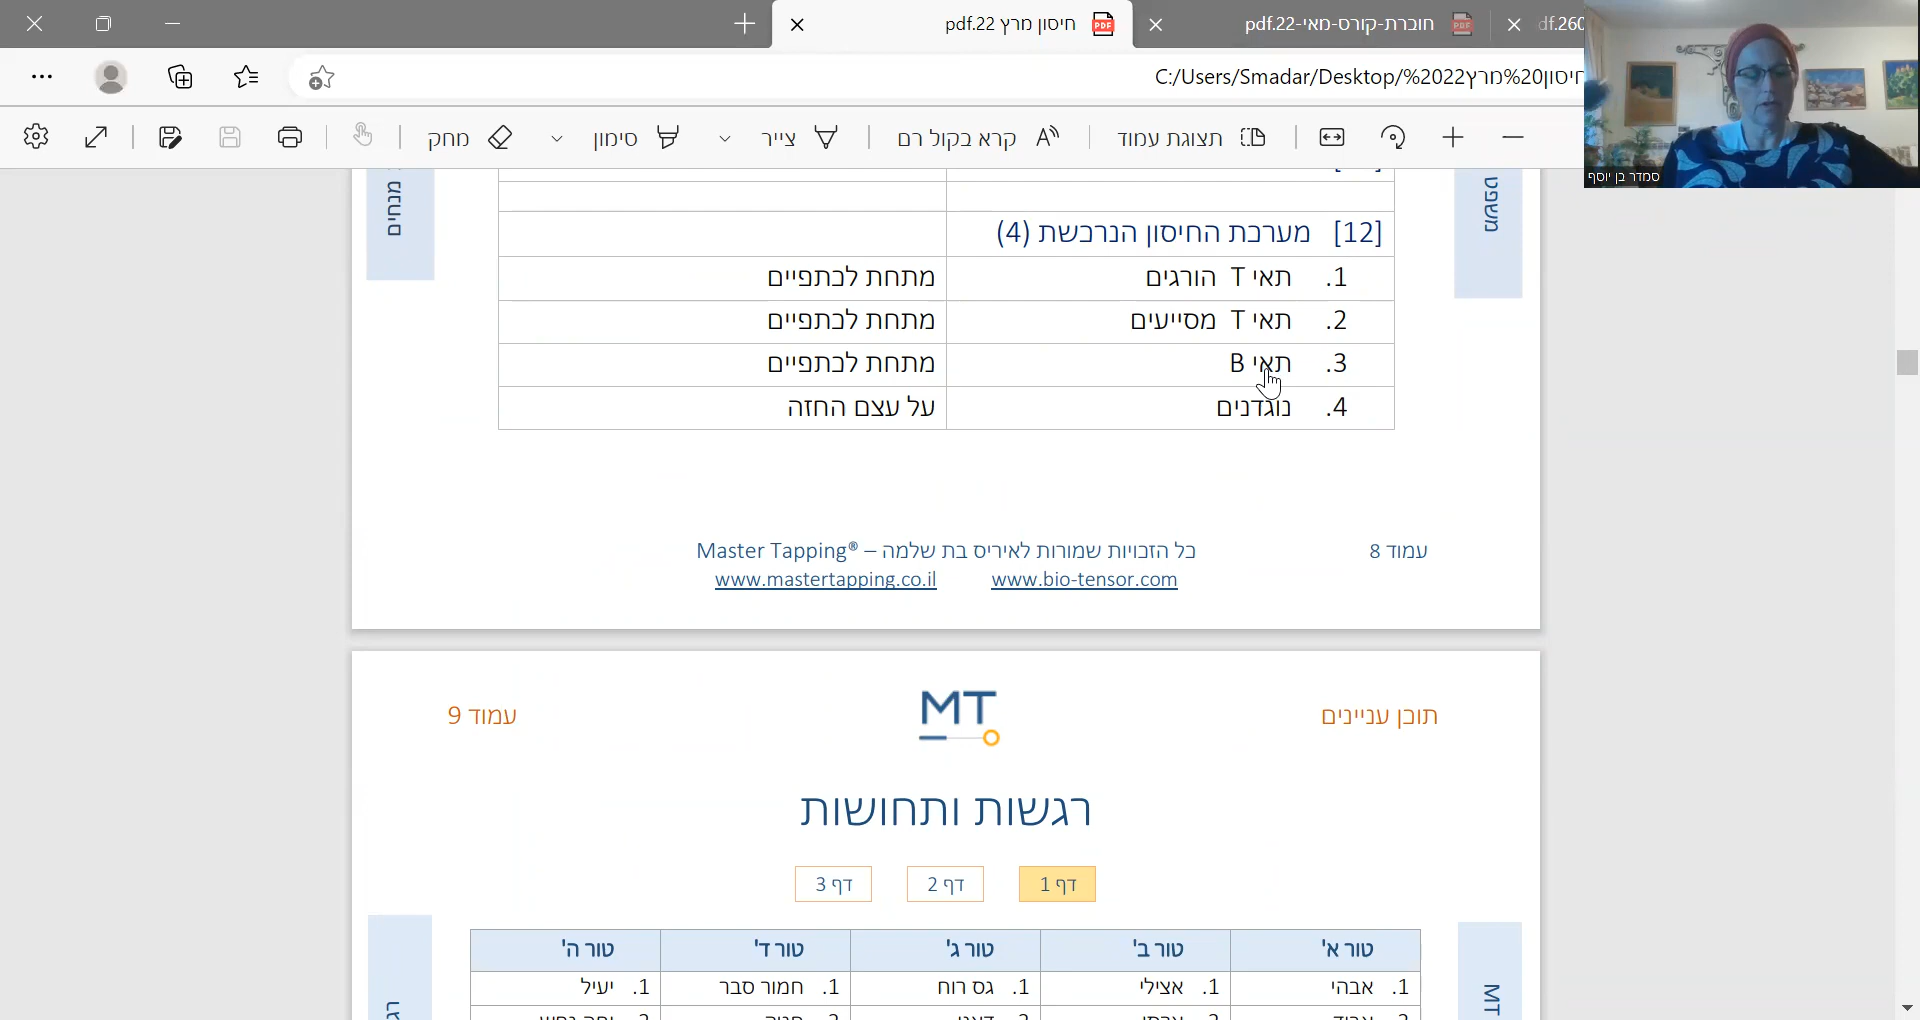 חיסון מרץ 22.pdf
חוברת-קורס-מאי-22.pdf
C:/Users/Smadar/Desktop/%2022חיסון%20מרץ
תצוגת עמוד
קרא בקול רם
צייר
סימון
מחק
סמדר בן יוסף
מנחים
משפט
[12] מערכת החיסון הנרכשת (4)
1. תאי T הורגים מתחת לכתפיים
2. תאי T מסייעים מתחת לכתפיים
3. תאי B מתחת לכתפיים
4. נוגדנים על עצם החזה
עמוד 8
כל הזכויות שמורות לאיריס בת שלמה – Master Tapping®
www.mastertapping.co.il www.bio-tensor.com
תוכן עניינים
MT
עמוד 9
רגשות ותחושות
דף 1 דף 2 דף 3
טור א' טור ב' טור ג' טור ד' טור ה'
1. אבהי 1. אצילי 1. גס רוח 1. חמור סבר 1. יעיל
MT